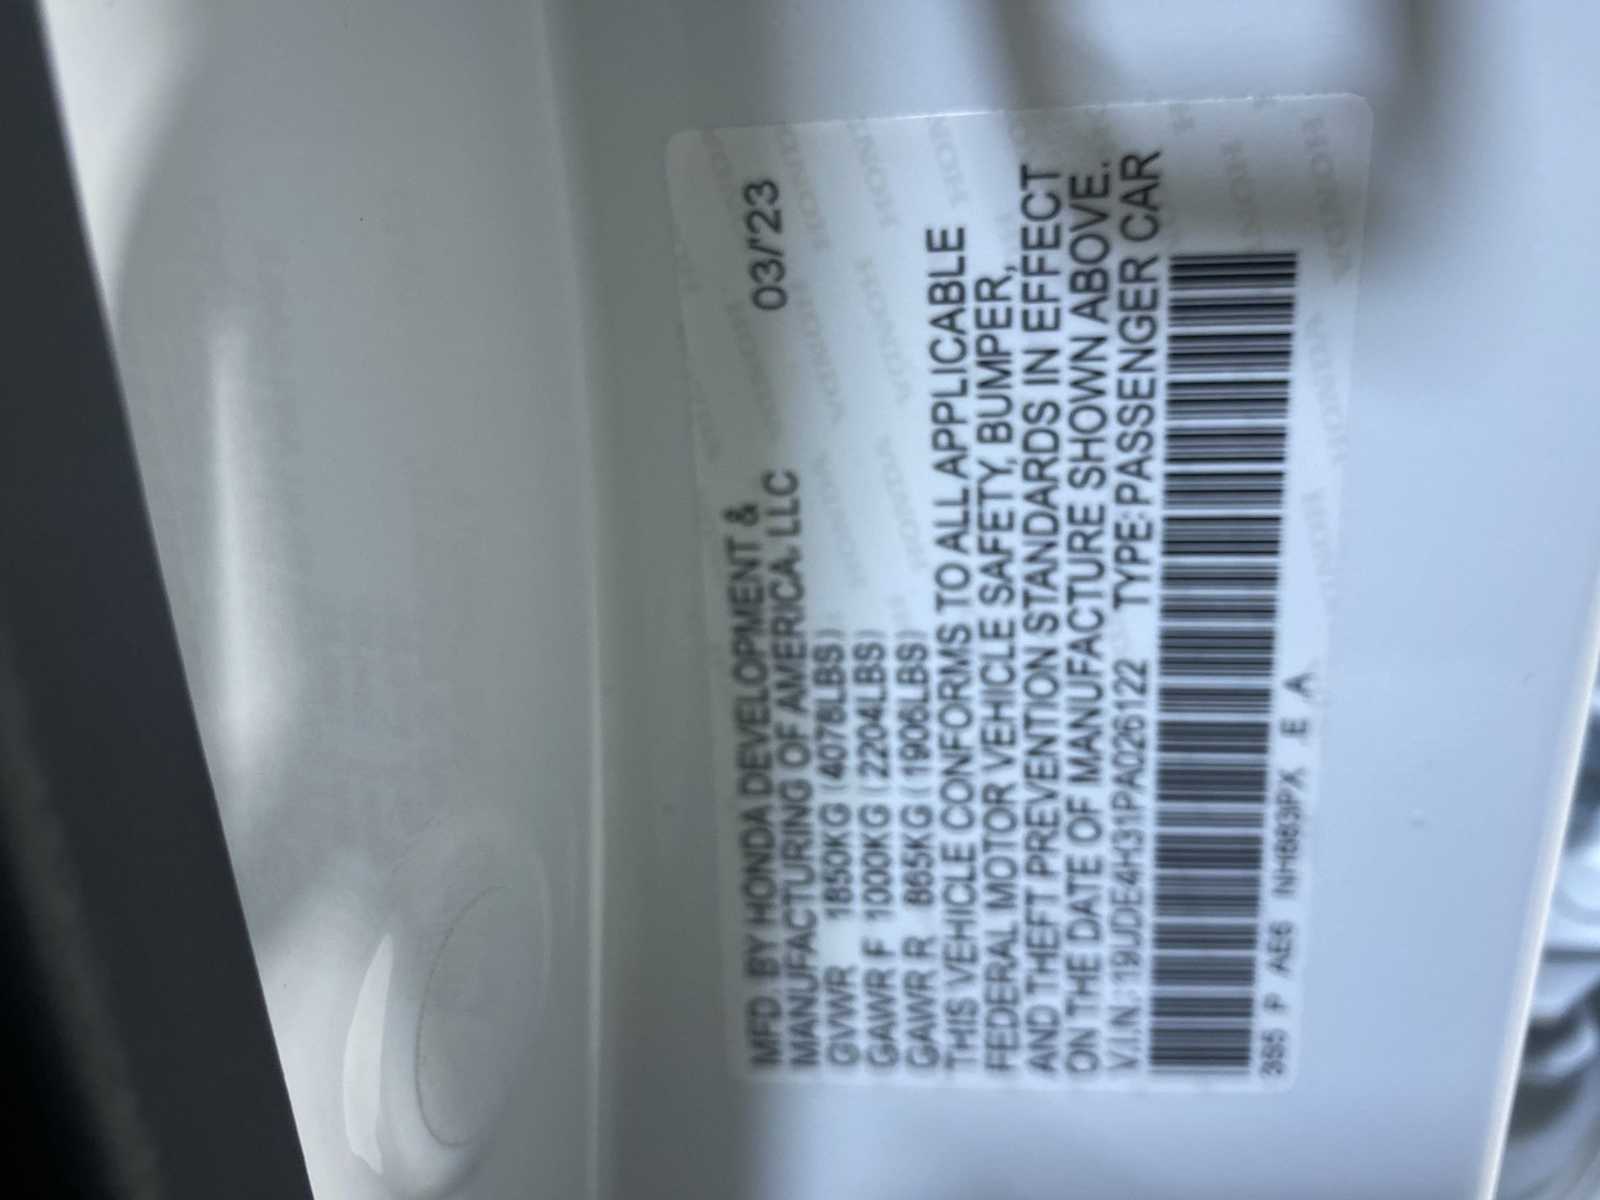 MFD BY HONDA DEVELOPMENT &
MANUFACTURING OF AMERICA, LLC 03/'23
GVWR 1850KG (4078LBS)
GAWR F 1000KG (2204LBS)
GAWR R 865KG (1906LBS)
THIS VEHICLE CONFORMS TO ALL APPLICABLE
FEDERAL MOTOR VEHICLE SAFETY, BUMPER,
AND THEFT PREVENTION STANDARDS IN EFFECT
ON THE DATE OF MANUFACTURE SHOWN ABOVE.
V.I.N.: 19UDE4H31PA026122 TYPE: PASSENGER CAR
3S5 P AE6 NH883PX E A